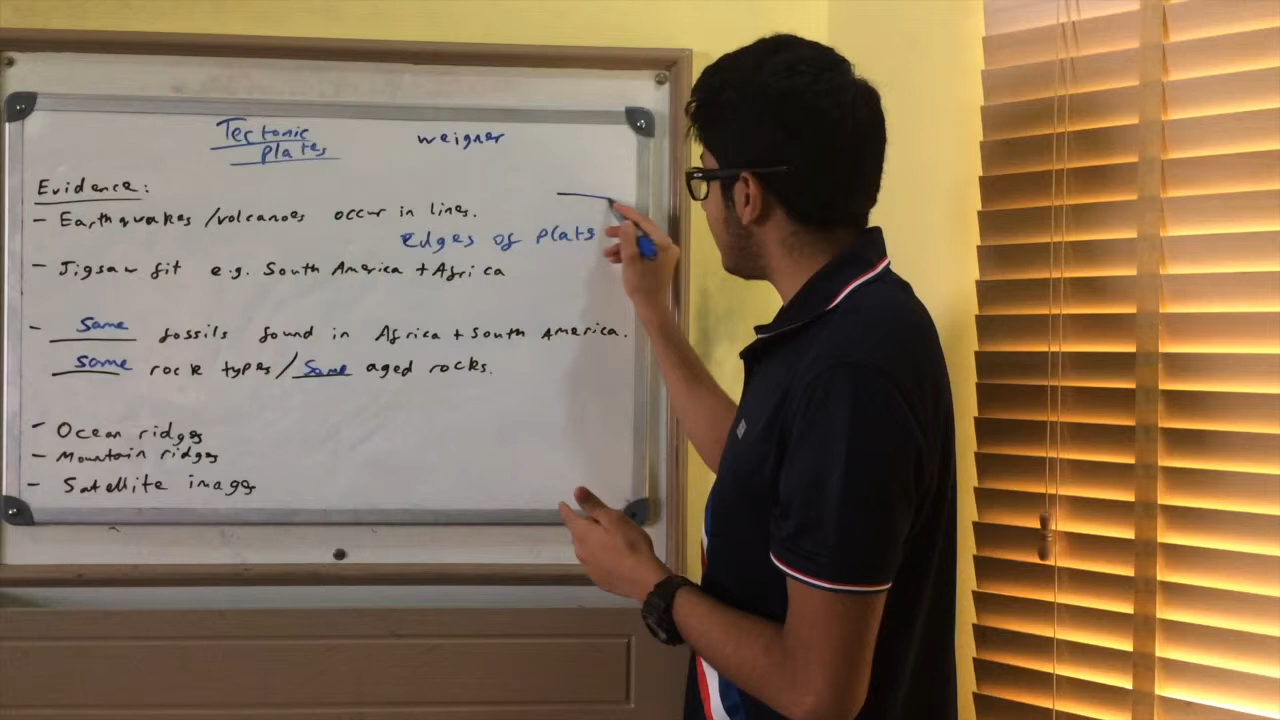 Tectonic
plates
weigner
Evidence:
- Earthquakes/volcanoes occur in lines.
Edges of plats
- Jigsaw fit e.g. South America + Africa
- Same fossils found in Africa + South America.
Same rock types/Same aged rocks.
- Ocean ridges
- Mountain ridges
- Satellite images